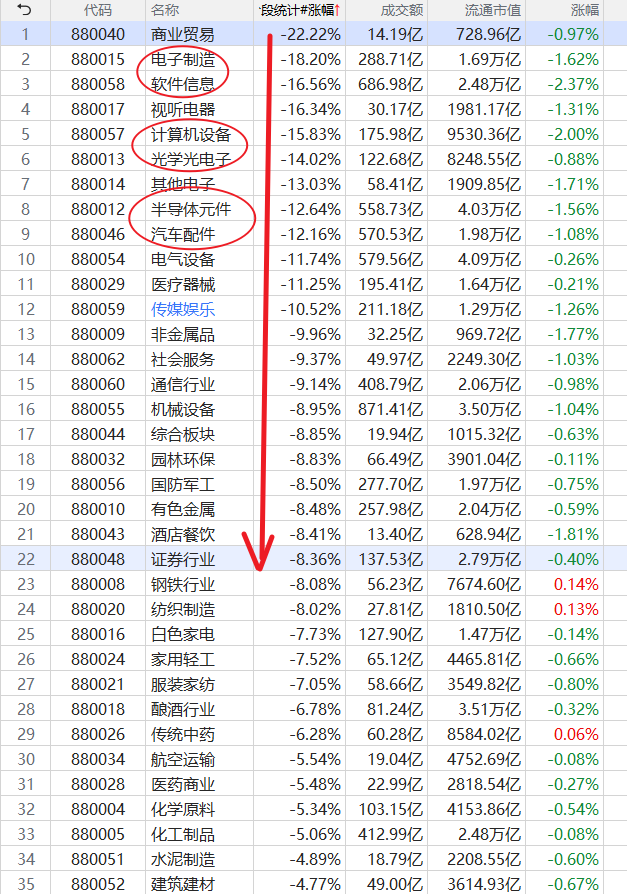 代码 名称 段统计#涨幅↑ 成交额 流通市值 涨幅
1 880040 商业贸易 -22.22% 14.19亿 728.96亿 -0.97%
2 880015 电子制造 -18.20% 288.71亿 1.69万亿 -1.62%
3 880058 软件信息 -16.56% 686.98亿 2.48万亿 -2.37%
4 880017 视听电器 -16.34% 30.17亿 1981.17亿 -1.31%
5 880057 计算机设备 -15.83% 175.98亿 9530.36亿 -2.00%
6 880013 光学光电子 -14.02% 122.68亿 8248.55亿 -0.88%
7 880014 其他电子 -13.03% 58.41亿 1909.85亿 -1.71%
8 880012 半导体元件 -12.64% 558.73亿 4.03万亿 -1.56%
9 880046 汽车配件 -12.16% 570.53亿 1.98万亿 -1.08%
10 880054 电气设备 -11.74% 579.56亿 4.09万亿 -0.26%
11 880029 医疗器械 -11.25% 195.41亿 1.64万亿 -0.21%
12 880059 传媒娱乐 -10.52% 211.18亿 1.29万亿 -1.26%
13 880009 非金属品 -9.96% 32.25亿 969.72亿 -1.77%
14 880062 社会服务 -9.37% 49.97亿 2249.30亿 -1.03%
15 880060 通信行业 -9.14% 408.79亿 2.06万亿 -0.98%
16 880055 机械设备 -8.95% 871.41亿 3.50万亿 -1.04%
17 880044 综合板块 -8.85% 19.94亿 1015.32亿 -0.63%
18 880032 园林环保 -8.83% 66.49亿 3901.04亿 -0.11%
19 880056 国防军工 -8.50% 277.70亿 1.97万亿 -0.75%
20 880010 有色金属 -8.48% 257.98亿 2.04万亿 -0.59%
21 880043 酒店餐饮 -8.41% 13.40亿 628.94亿 -1.81%
22 880048 证券行业 -8.36% 137.53亿 2.79万亿 -0.40%
23 880008 钢铁行业 -8.08% 56.23亿 7674.60亿 0.14%
24 880020 纺织制造 -8.02% 27.81亿 1810.50亿 0.13%
25 880016 白色家电 -7.73% 127.90亿 1.47万亿 -0.14%
26 880024 家用轻工 -7.52% 65.12亿 4465.81亿 -0.66%
27 880021 服装家纺 -7.05% 58.66亿 3549.82亿 -0.80%
28 880018 酿酒行业 -6.78% 81.24亿 3.51万亿 -0.32%
29 880026 传统中药 -6.28% 60.28亿 8584.02亿 0.06%
30 880034 航空运输 -5.54% 19.04亿 4752.69亿 -0.08%
31 880028 医药商业 -5.48% 22.99亿 2818.54亿 -0.27%
32 880004 化学原料 -5.34% 103.15亿 4153.86亿 -0.54%
33 880005 化工制品 -5.06% 412.99亿 2.48万亿 -0.08%
34 880051 水泥制造 -4.89% 18.79亿 2208.55亿 -0.60%
35 880052 建筑建材 -4.77% 49.00亿 3614.93亿 -0.67%